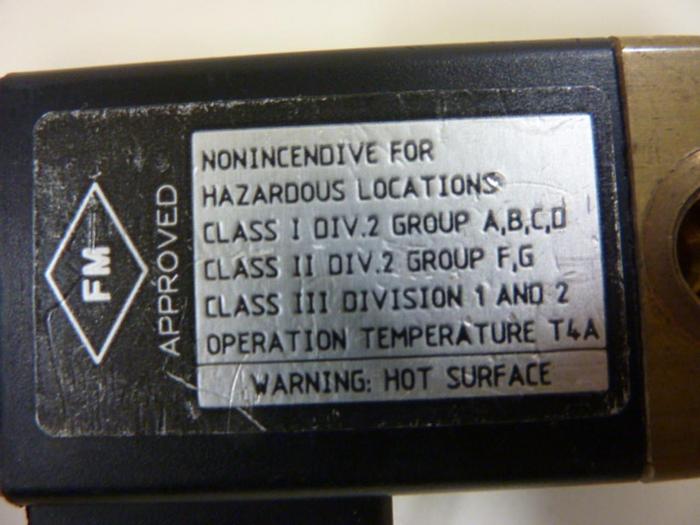 FM
APPROVED
NONINCENDIVE FOR
HAZARDOUS LOCATIONS
CLASS I DIV.2 GROUP A,B,C,D
CLASS II DIV.2 GROUP F,G
CLASS III DIVISION 1 AND 2
OPERATION TEMPERATURE T4A
WARNING: HOT SURFACE